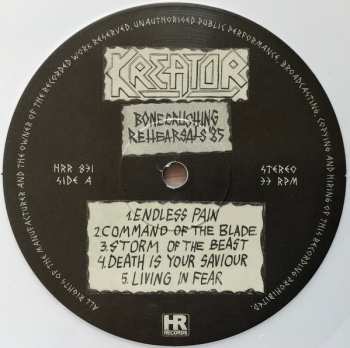 KREATOR
BONECRUSHING
REHEARSALS '85
HRR 831
SIDE A
STEREO
33 RPM
1. ENDLESS PAIN
2. COMMAND OF THE BLADE
3. STORM OF THE BEAST
4. DEATH IS YOUR SAVIOUR
5. LIVING IN FEAR
HR
RECORDS
ALL RIGHTS OF THE MANUFACTURER AND THE OWNER OF THE RECORDED WORK RESERVED. UNAUTHORISED PUBLIC PERFORMANCE, BROADCASTING, COPYING AND HIRING OF THIS RECORDING PROHIBITED.